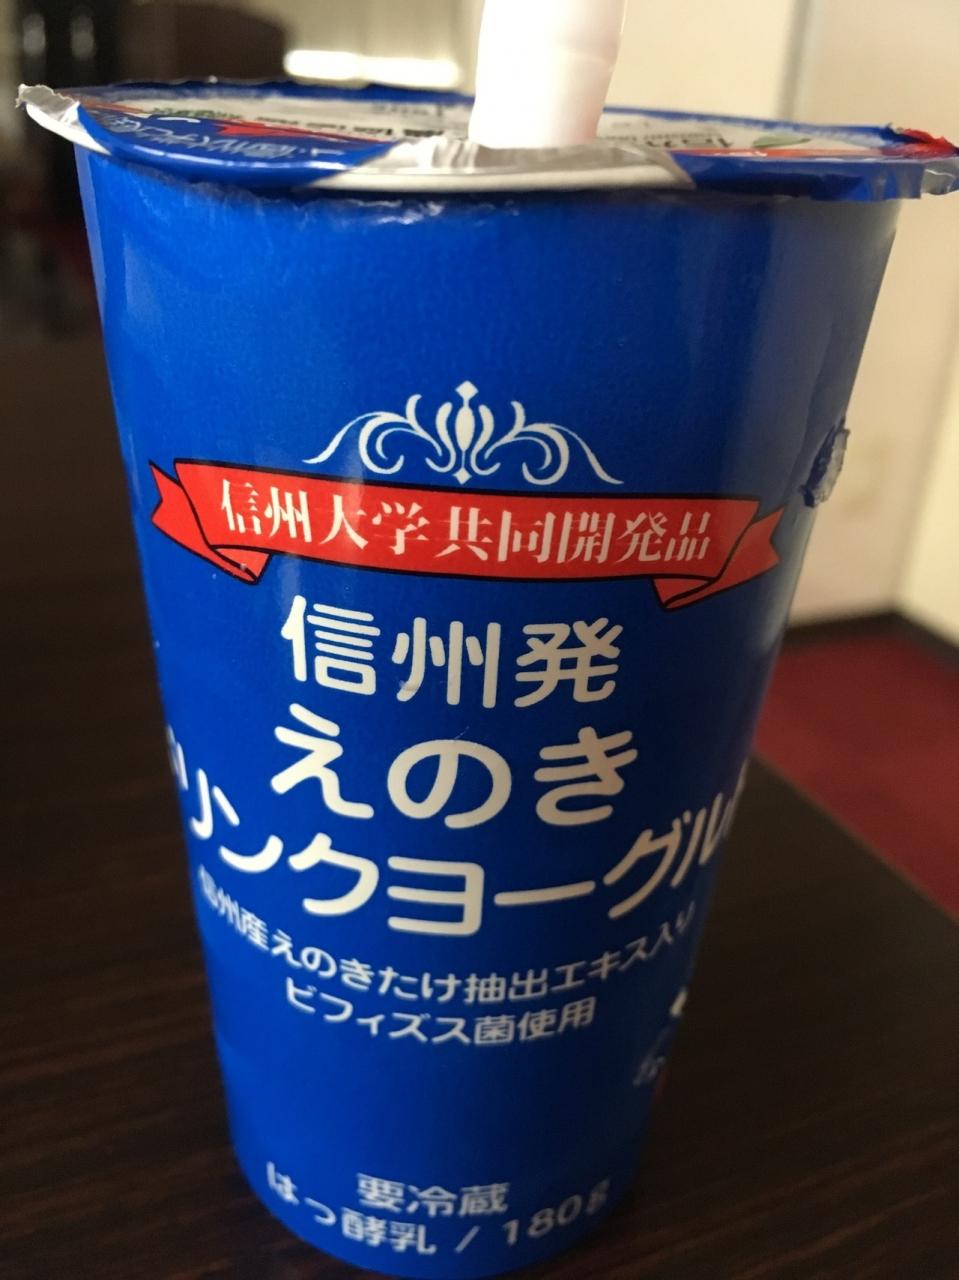 信州大学共同開発品
信州発
えのき
リンクヨーグル
信州産えのきたけ抽出エキス入り
ビフィズス菌使用
要冷蔵
はっ酵乳 / 180g